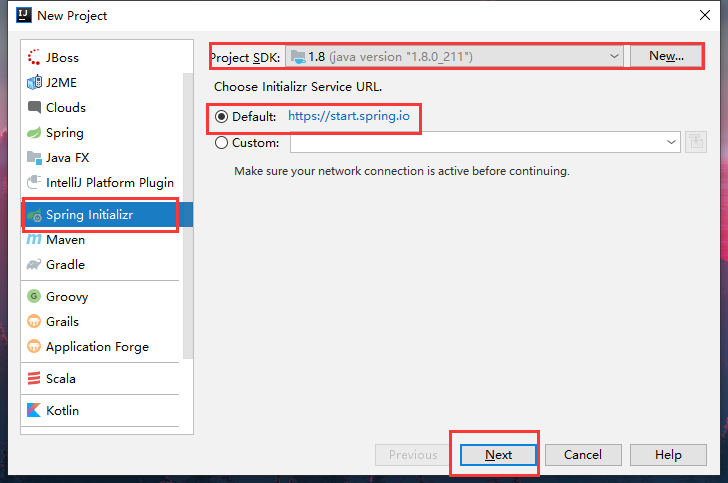 New Project
JBoss
J2ME
Clouds
Spring
Java FX
IntelliJ Platform Plugin
Spring Initializr
Maven
Gradle
Groovy
Grails
Application Forge
Scala
Kotlin
Project SDK: 1.8 (java version "1.8.0_211") New...
Choose Initializr Service URL.
Default: https://start.spring.io
Custom:
Make sure your network connection is active before continuing.
Previous Next Cancel Help